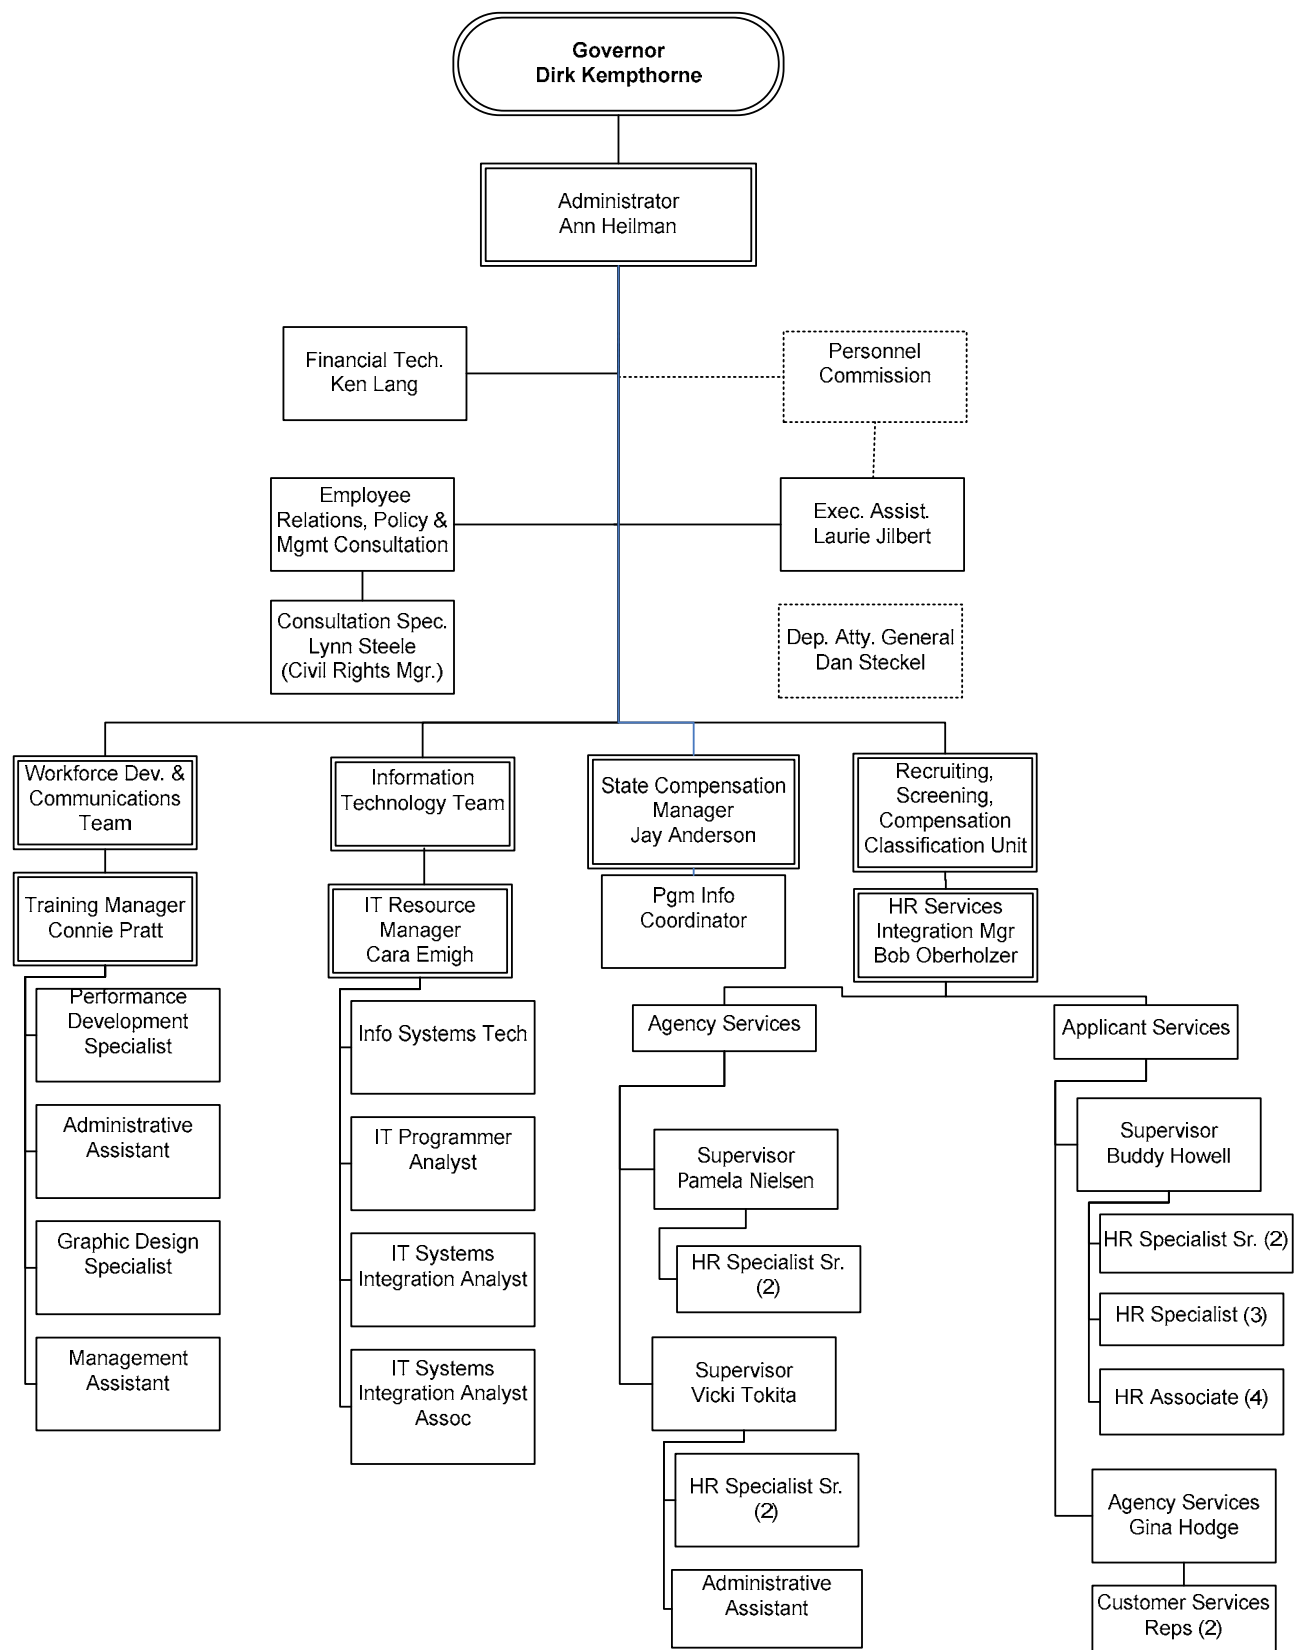 Governor
Dirk Kempthorne
Administrator
Ann Heilman
Financial Tech.
Ken Lang
Personnel
Commission
Employee
Relations, Policy &
Mgmt Consultation
Exec. Assist.
Laurie Jilbert
Consultation Spec.
Lynn Steele
(Civil Rights Mgr.)
Dep. Atty. General
Dan Steckel
Workforce Dev. &
Communications
Team
Information
Technology Team
State Compensation
Manager
Jay Anderson
Recruiting,
Screening,
Compensation
Classification Unit
Training Manager
Connie Pratt
IT Resource
Manager
Cara Emigh
Pgm Info
Coordinator
HR Services
Integration Mgr
Bob Oberholzer
Performance
Development
Specialist
Administrative
Assistant
Graphic Design
Specialist
Management
Assistant
Info Systems Tech
IT Programmer
Analyst
IT Systems
Integration Analyst
IT Systems
Integration Analyst
Assoc
Agency Services
Supervisor
Pamela Nielsen
HR Specialist Sr.
(2)
Supervisor
Vicki Tokita
HR Specialist Sr.
(2)
Administrative
Assistant
Applicant Services
Supervisor
Buddy Howell
HR Specialist Sr. (2)
HR Specialist (3)
HR Associate (4)
Agency Services
Gina Hodge
Customer Services
Reps (2)